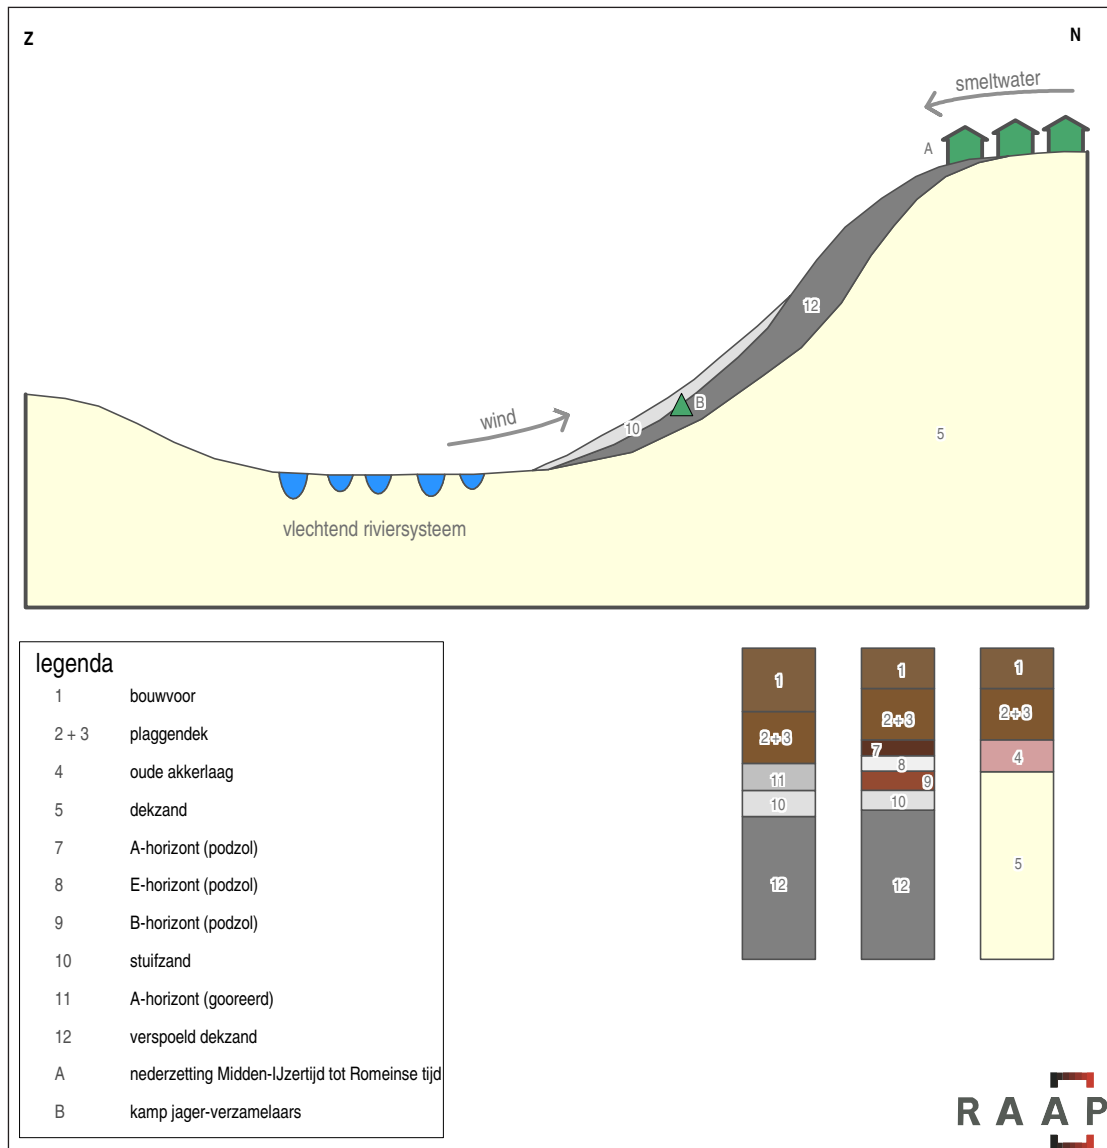 Z
N
smeltwater
A
12
B
wind
10
5
vlechtend riviersysteem
legenda
1 bouwvoor
2 + 3 plaggendek
4 oude akkerlaag
5 dekzand
7 A-horizont (podzol)
8 E-horizont (podzol)
9 B-horizont (podzol)
10 stuifzand
11 A-horizont (gooreerd)
12 verspoeld dekzand
A nederzetting Midden-IJzertijd tot Romeinse tijd
B kamp jager-verzamelaars
1
2+3
11
10
12
1
2+3
7
8
9
10
12
1
2+3
4
5
RAAP